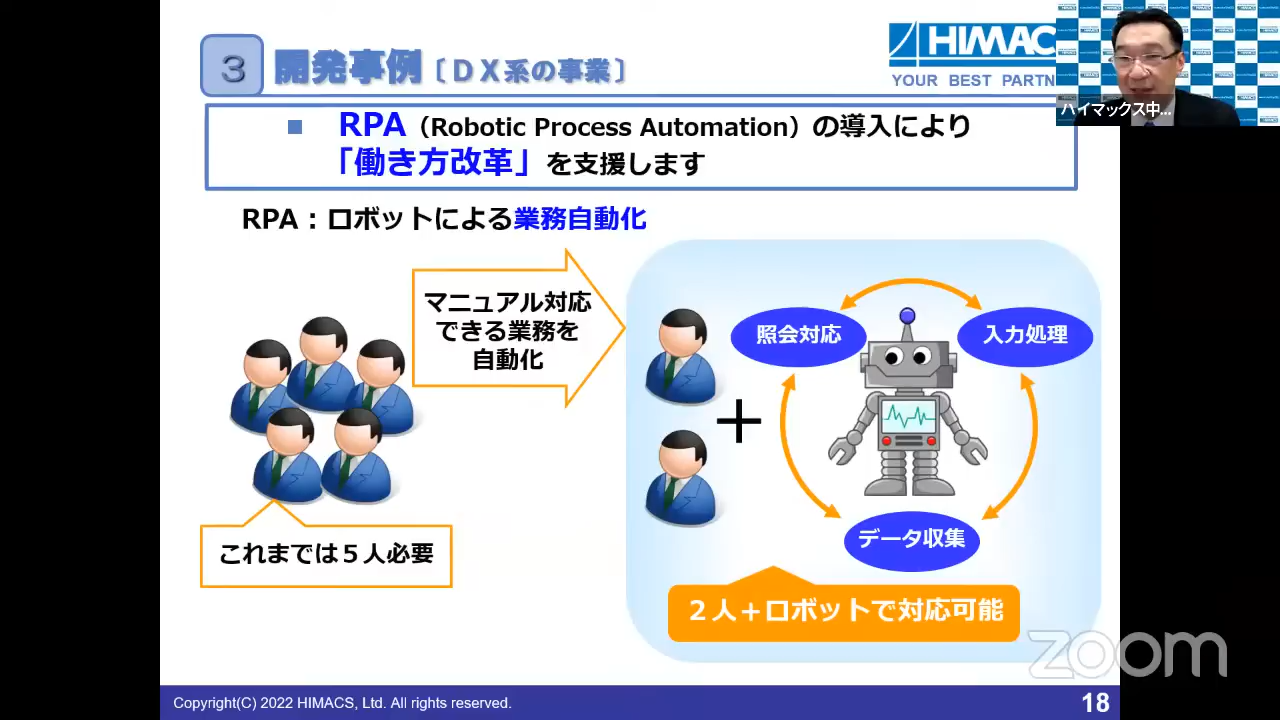 3
開発事例〔ＤＸ系の事業〕
HIMAC
YOUR BEST PARTN
ハイマックス中...
■ RPA（Robotic Process Automation）の導入により
「働き方改革」を支援します
RPA：ロボットによる業務自動化
マニュアル対応
できる業務を
自動化
照会対応
入力処理
＋
データ収集
これまでは５人必要
２人＋ロボットで対応可能
zoom
Copyright(C) 2022 HIMACS, Ltd. All rights reserved.
18